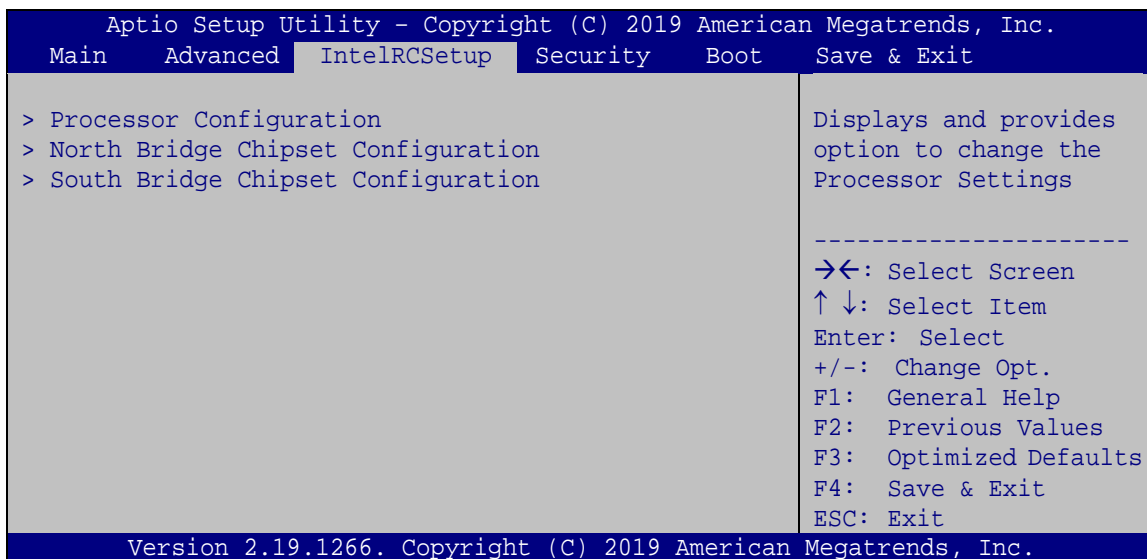 Aptio Setup Utility – Copyright (C) 2019 American Megatrends, Inc.
Main Advanced IntelRCSetup Security Boot Save & Exit
> Processor Configuration
> North Bridge Chipset Configuration
> South Bridge Chipset Configuration
Displays and provides
option to change the
Processor Settings
----------------------
→←: Select Screen
↑ ↓: Select Item
Enter: Select
+/-: Change Opt.
F1: General Help
F2: Previous Values
F3: Optimized Defaults
F4: Save & Exit
ESC: Exit
Version 2.19.1266. Copyright (C) 2019 American Megatrends, Inc.